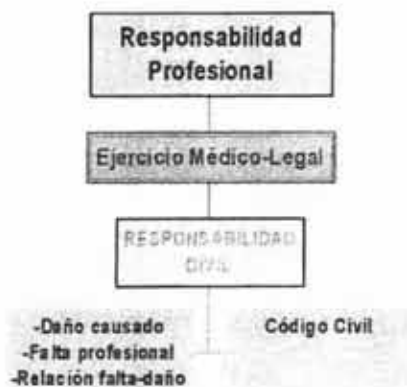 Responsabilidad
Profesional
Ejercicio Médico-Legal
RESPONSABILIDAD
CIVIL
-Daño causado
-Falta profesional
-Relación falta-daño
Código Civil